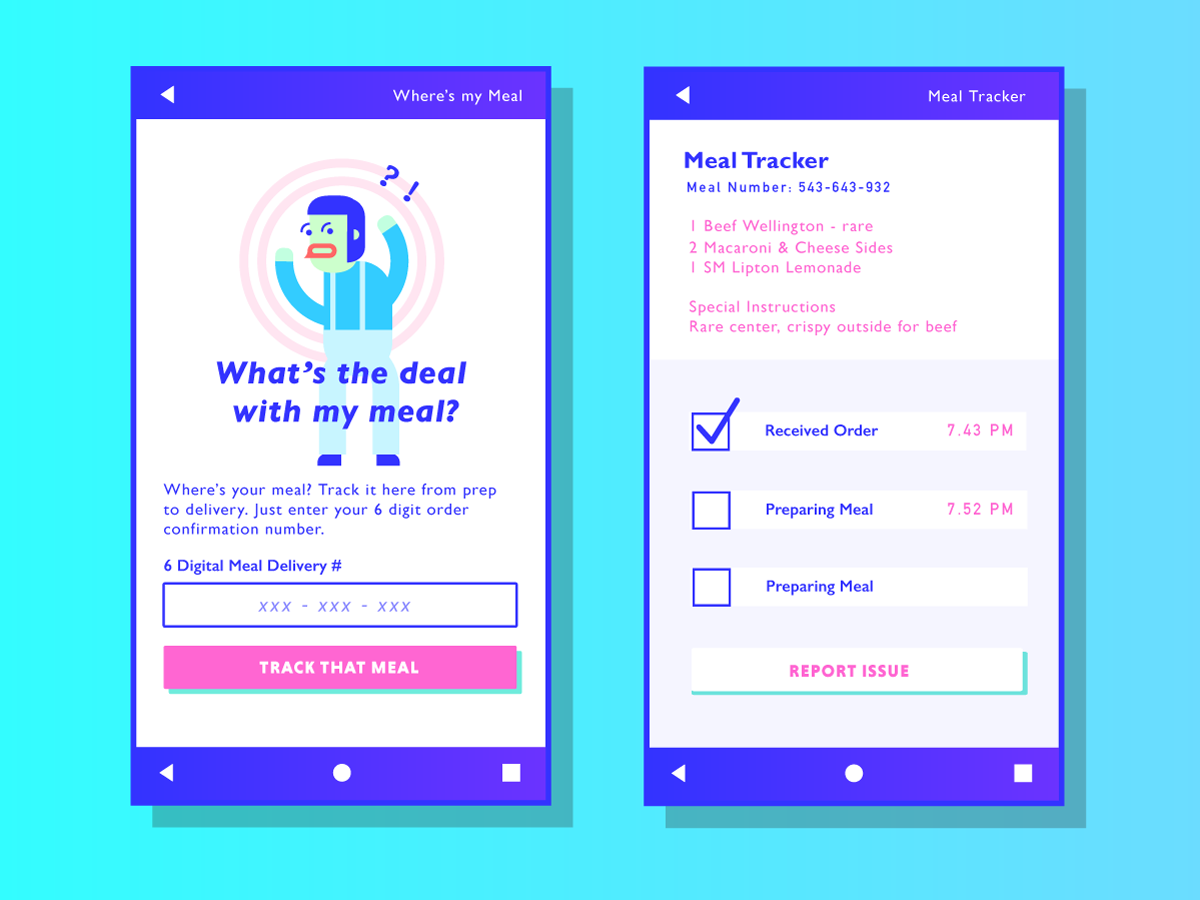 Where's my Meal
?!
What's the deal
with my meal?
Where's your meal? Track it here from prep
to delivery. Just enter your 6 digit order
confirmation number.
6 Digital Meal Delivery #
xxx - xxx - xxx
TRACK THAT MEAL
Meal Tracker
Meal Tracker
Meal Number: 543-643-932
1 Beef Wellington - rare
2 Macaroni & Cheese Sides
1 SM Lipton Lemonade
Special Instructions
Rare center, crispy outside for beef
Received Order 7.43 PM
Preparing Meal 7.52 PM
Preparing Meal
REPORT ISSUE